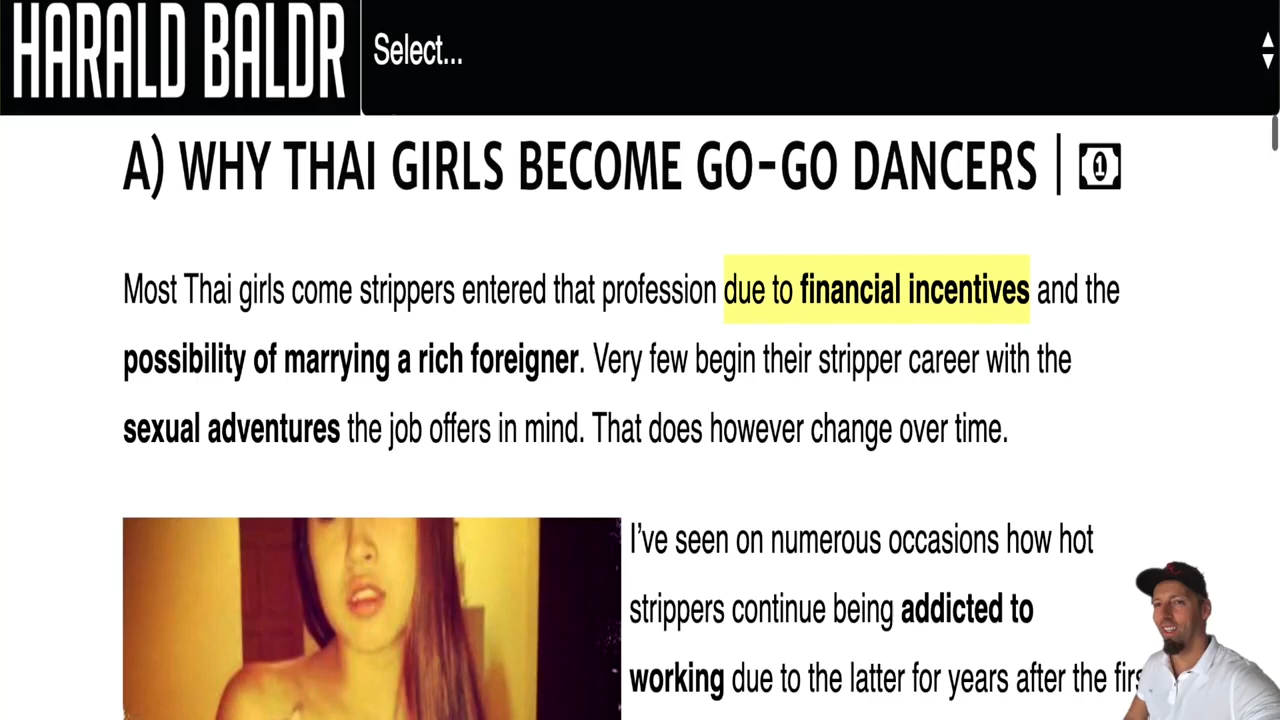 HARALD BALDR
Select...
A) WHY THAI GIRLS BECOME GO-GO DANCERS |
Most Thai girls come strippers entered that profession due to financial incentives and the
possibility of marrying a rich foreigner. Very few begin their stripper career with the
sexual adventures the job offers in mind. That does however change over time.
I've seen on numerous occasions how hot
strippers continue being addicted to
working due to the latter for years after the